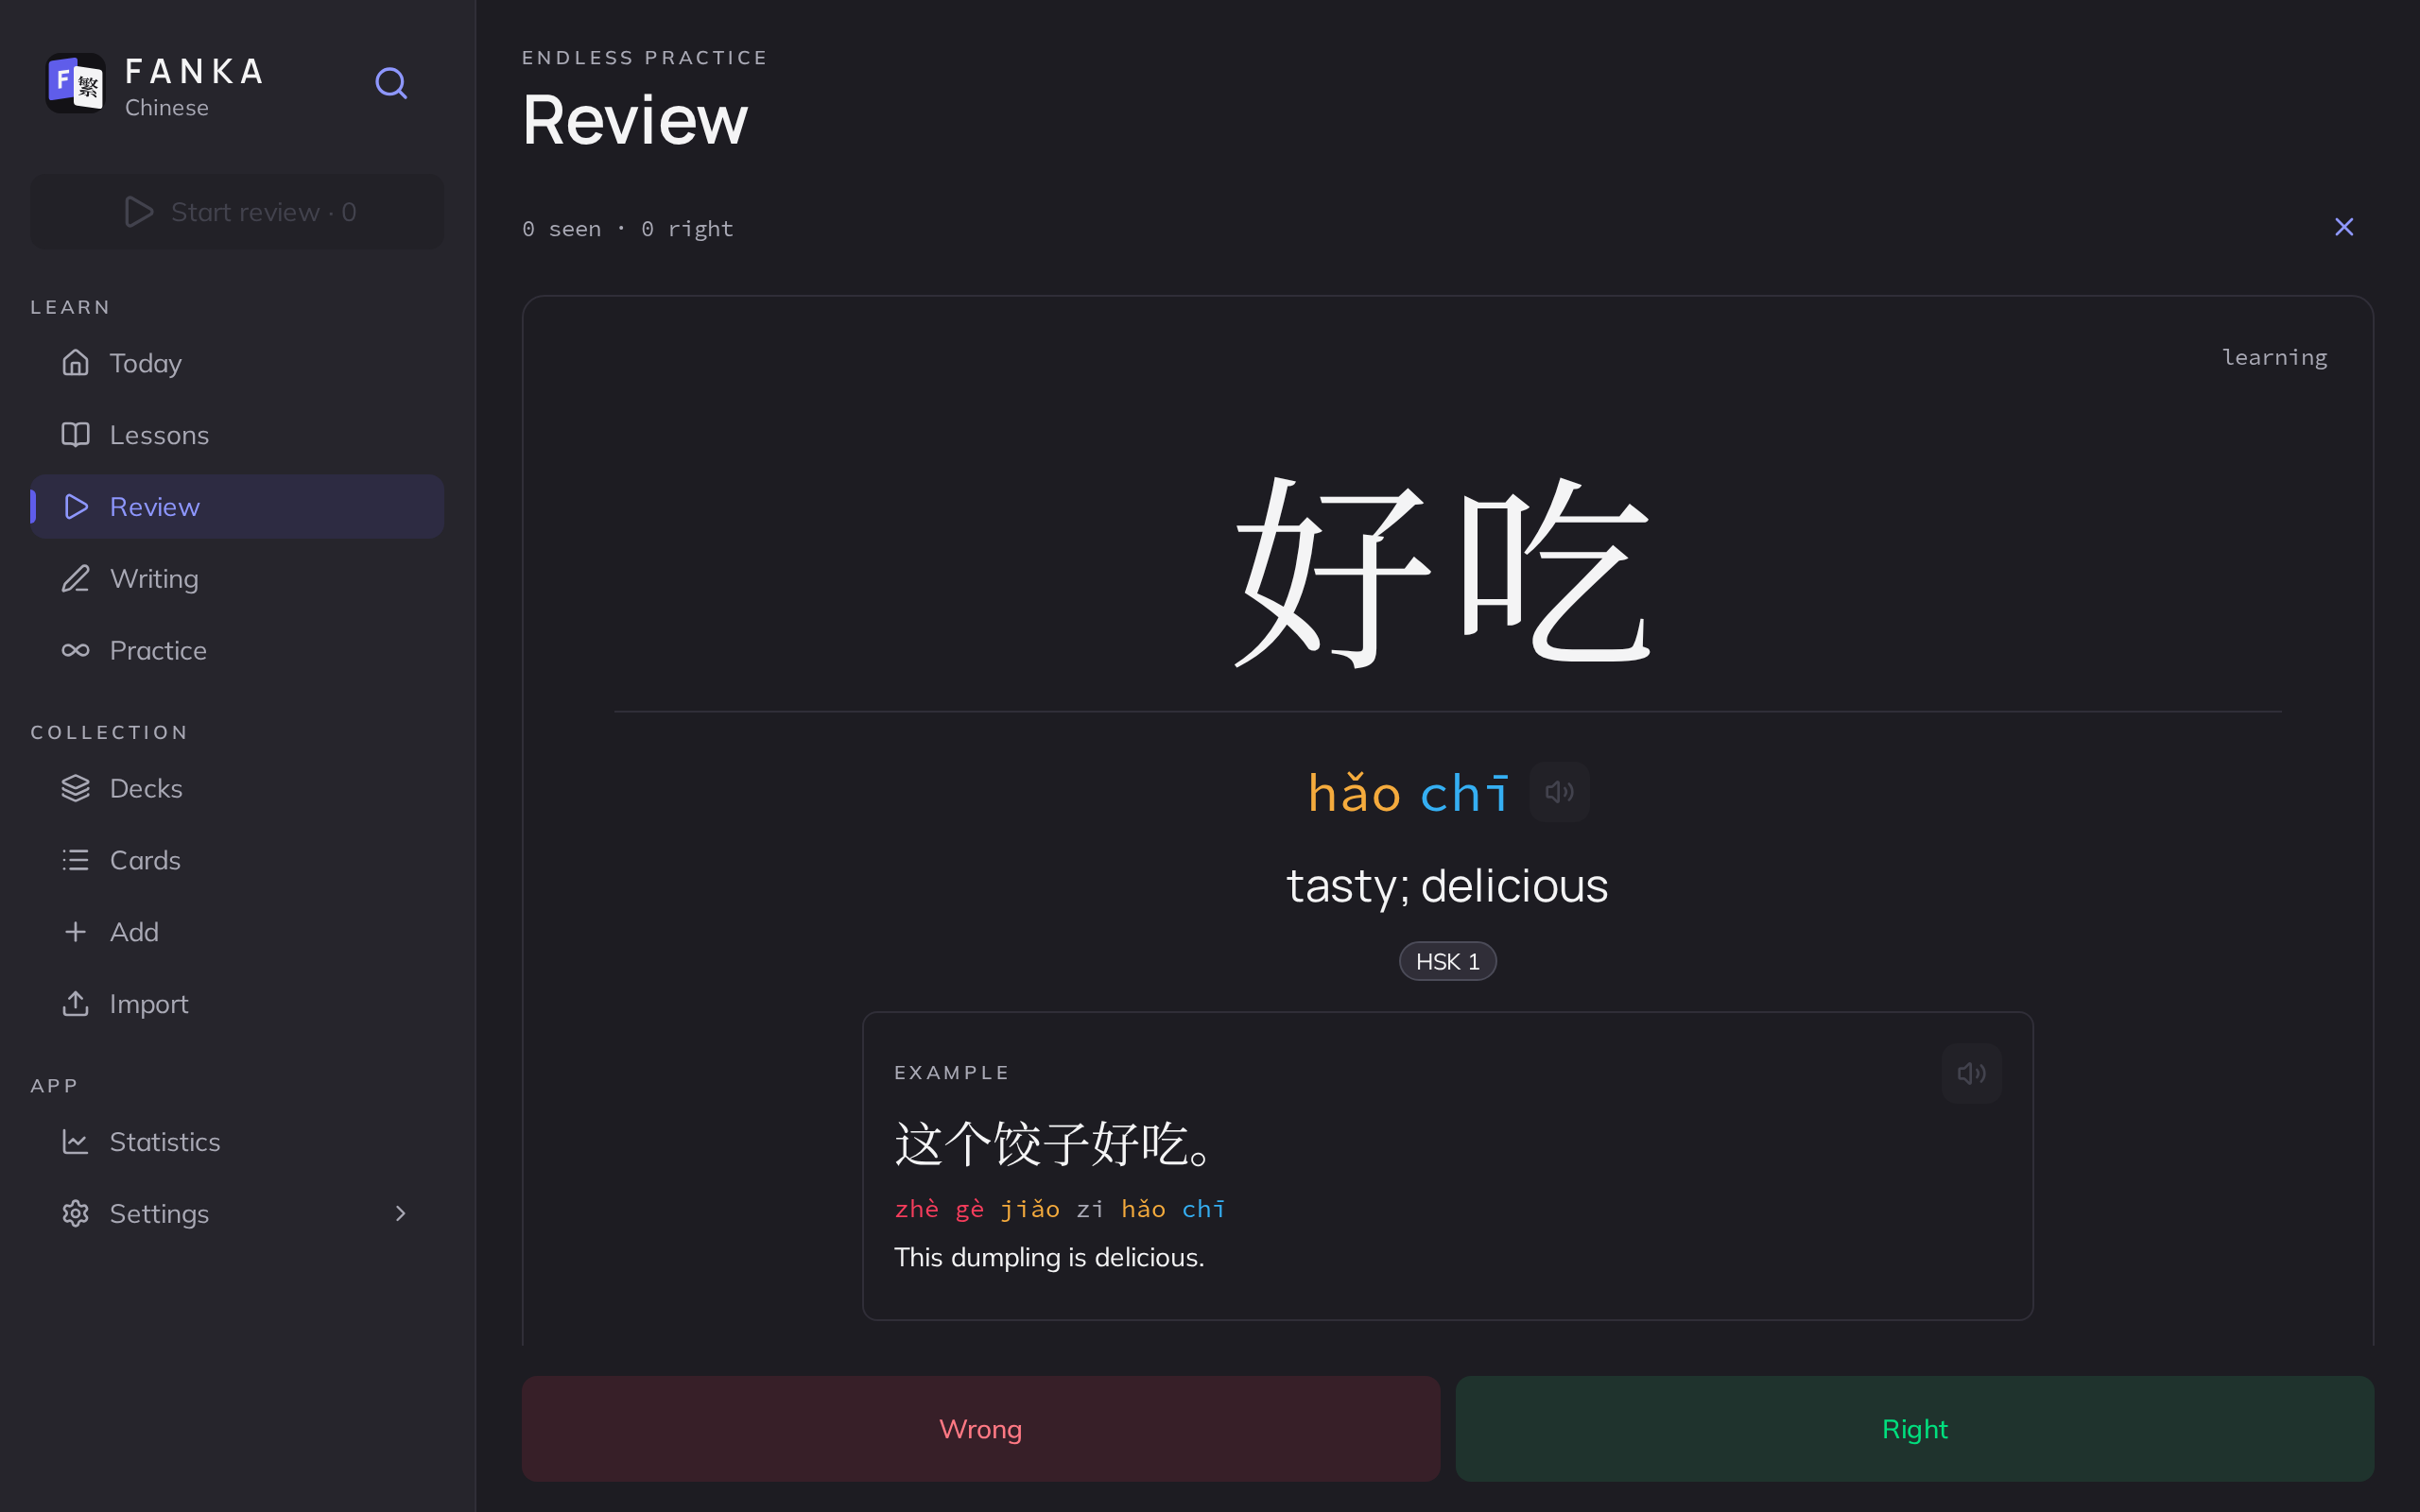 F 繁
FANKA
Chinese
Start review · 0
LEARN
Today
Lessons
Review
Writing
Practice
COLLECTION
Decks
Cards
Add
Import
APP
Statistics
Settings
ENDLESS PRACTICE
Review
0 seen · 0 right
learning
好吃
hǎo chī
tasty; delicious
HSK 1
EXAMPLE
这个饺子好吃。
zhè gè jiǎo zi hǎo chī
This dumpling is delicious.
Wrong
Right